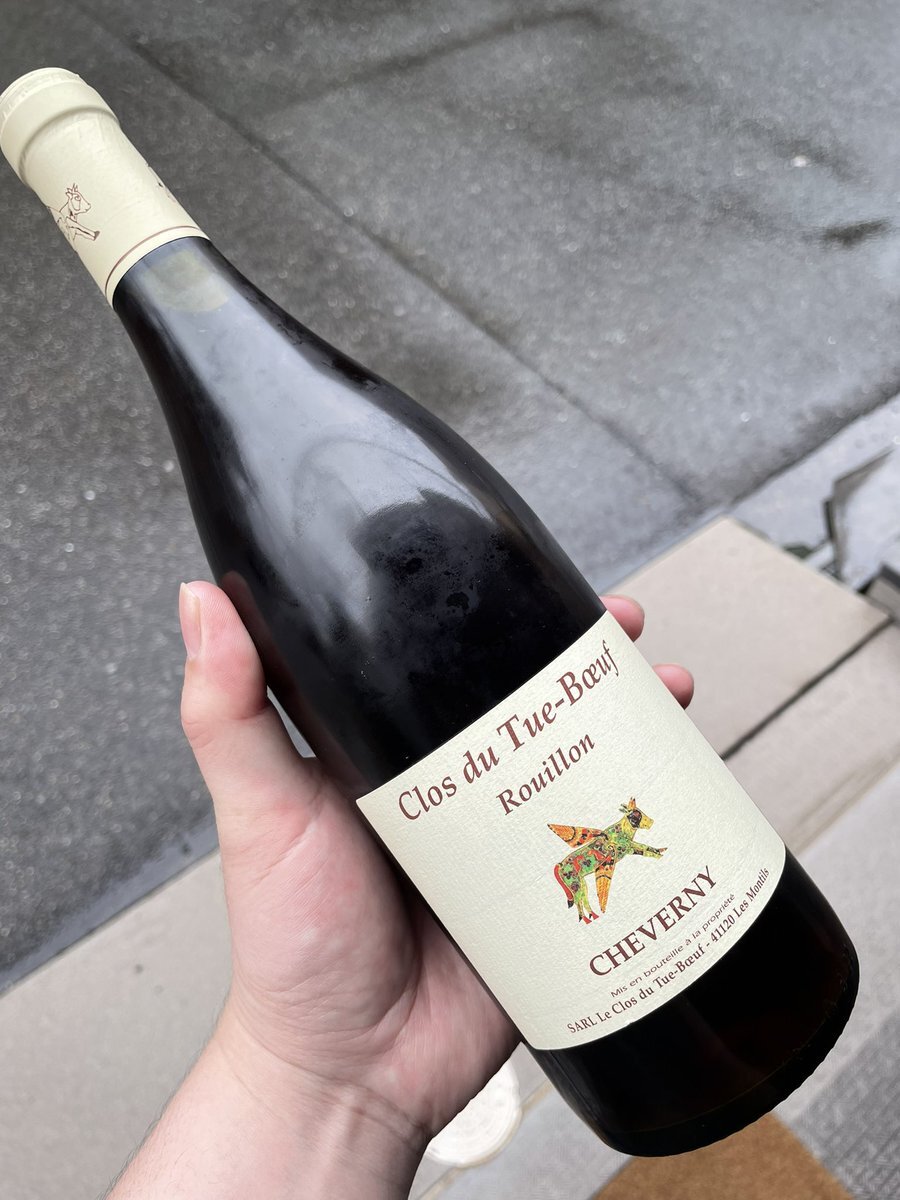 Clos du Tue-Bœuf
Rouillon
CHEVERNY
Mis en bouteille à la propriété
SARL Le Clos du Tue-Bœuf - 41120 Les Montils